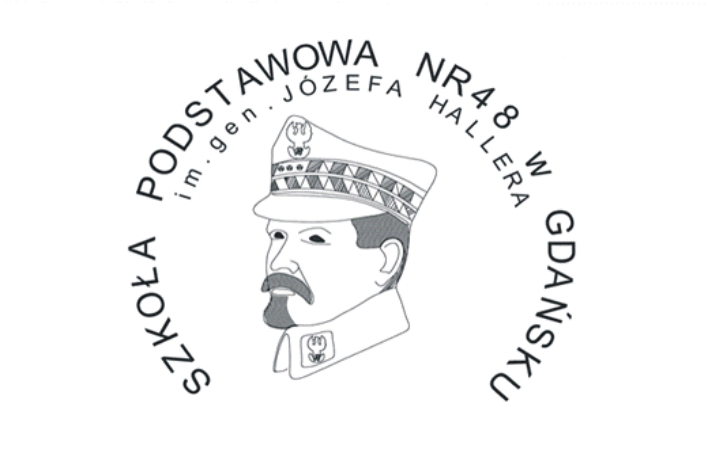 SZKOŁA PODSTAWOWA NR48 W GDAŃSKU
im.gen.JÓZEFA HALLERA